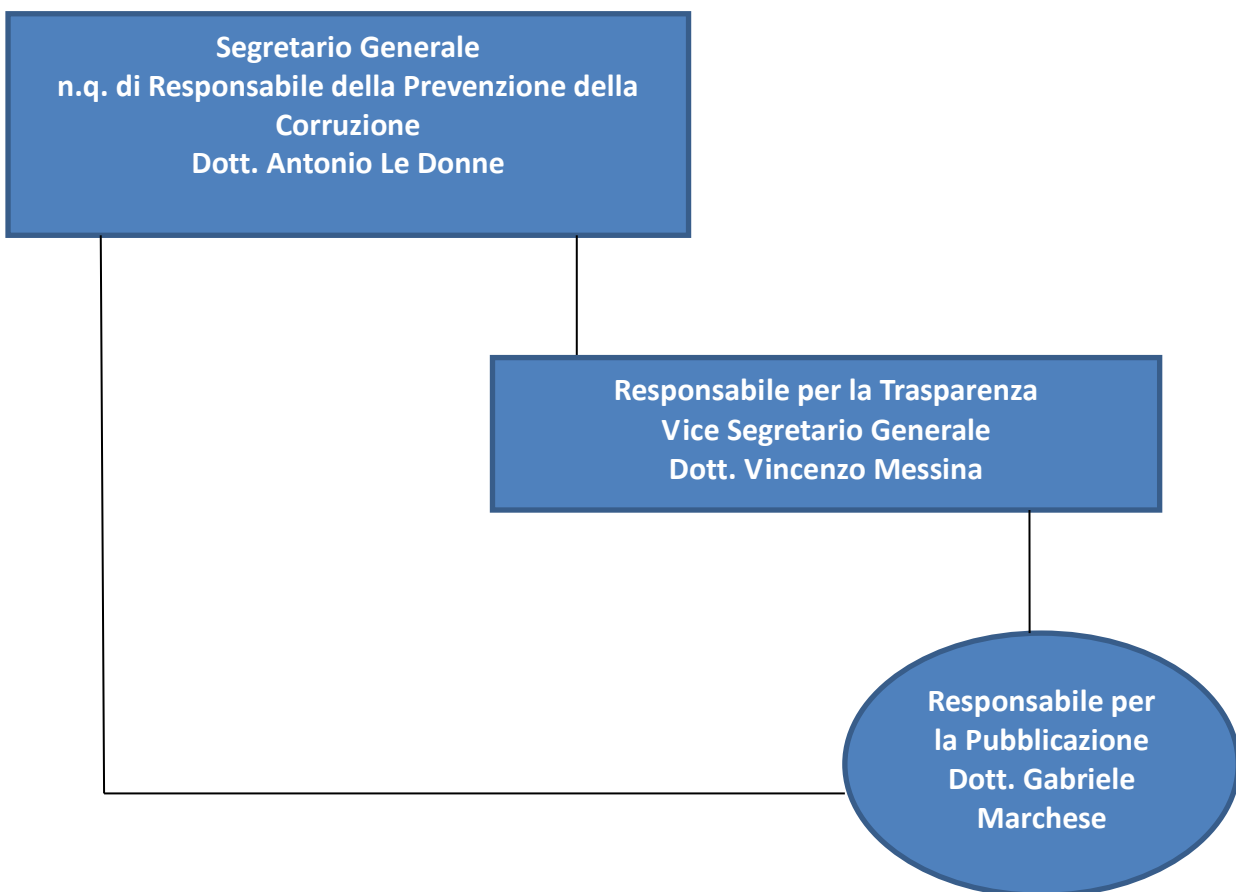 Segretario Generale
n.q. di Responsabile della Prevenzione della
Corruzione
Dott. Antonio Le Donne
Responsabile per la Trasparenza
Vice Segretario Generale
Dott. Vincenzo Messina
Responsabile per
la Pubblicazione
Dott. Gabriele
Marchese